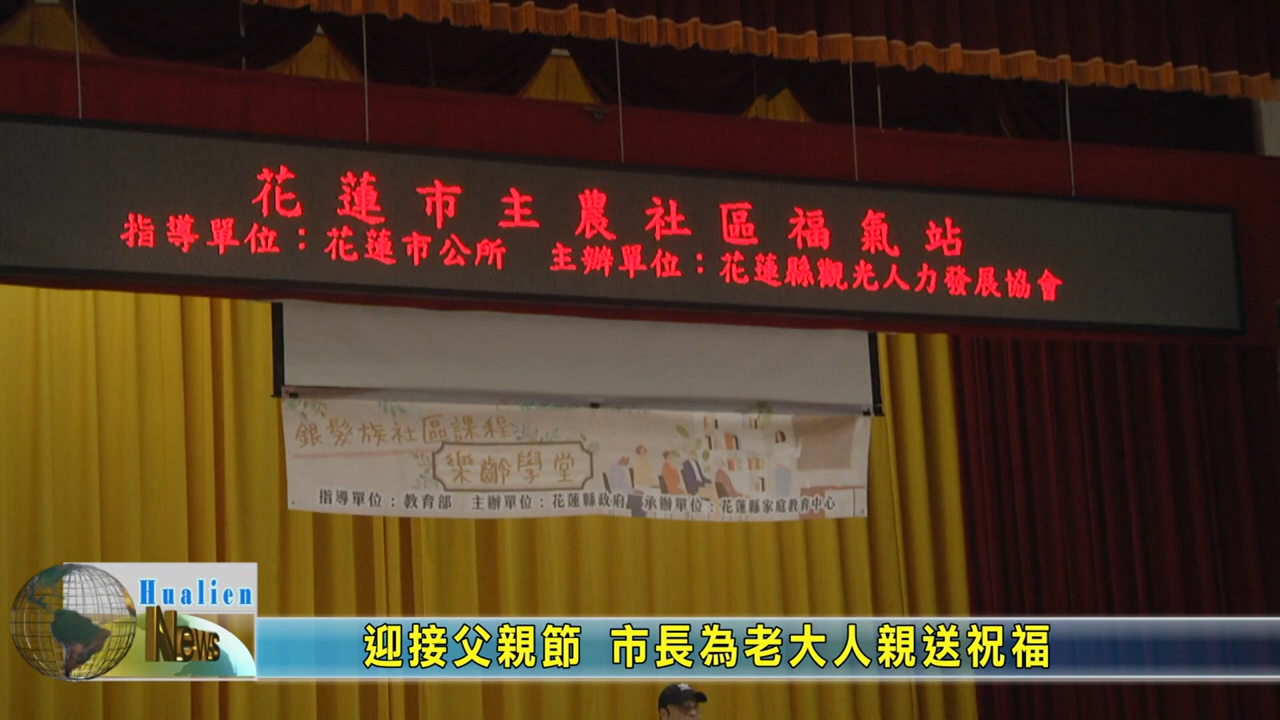 花蓮市主農社區福氣站
指導單位：花蓮市公所 主辦單位：花蓮縣觀光人力發展協會
銀髮族社區課程
樂齡學堂
指導單位：教育部 主辦單位：花蓮縣政府 承辦單位：花蓮縣家庭教育中心
Hualien
News
迎接父親節 市長為老大人親送祝福